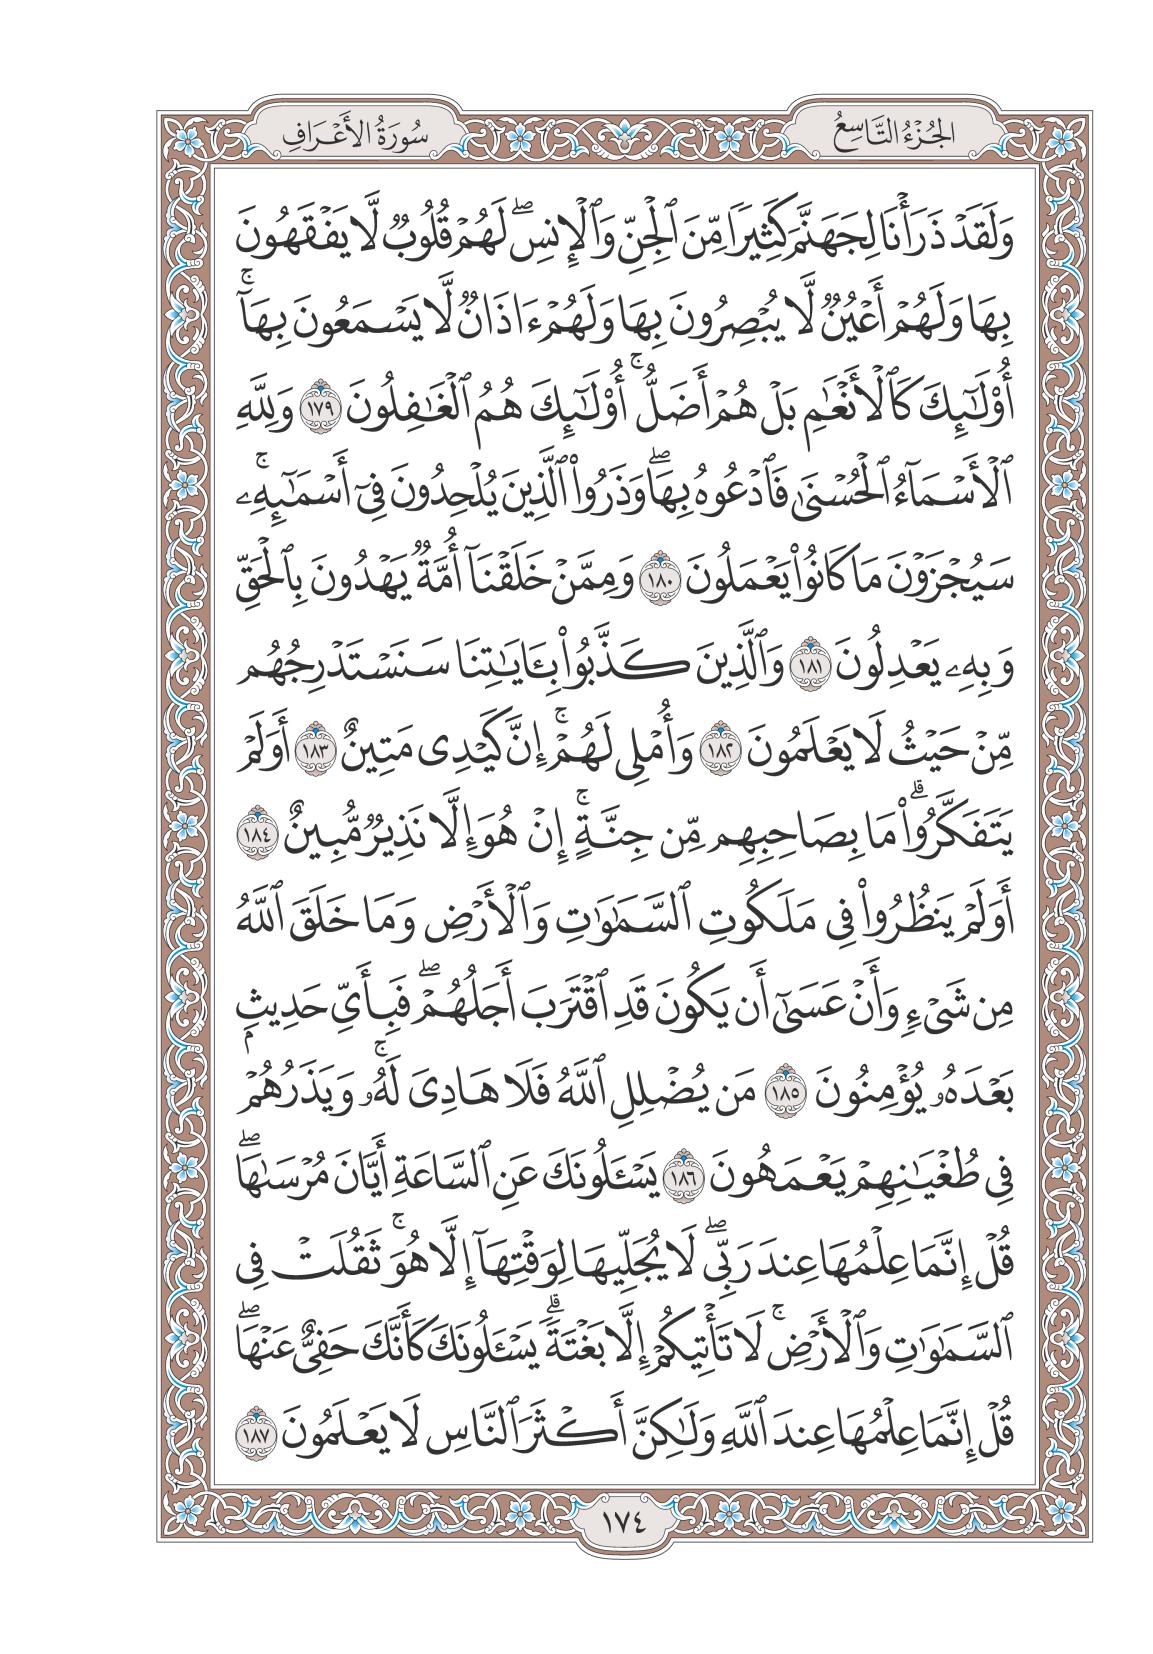 الجُزْءُ التَّاسِعُ
سُورَةُ الأَعْرَافِ
وَلَقَدْ ذَرَأْنَا لِجَهَنَّمَ كَثِيرًا مِّنَ ٱلْجِنِّ وَٱلْإِنسِۖ لَهُمْ قُلُوبٌ لَّا يَفْقَهُونَ
بِهَا وَلَهُمْ أَعْيُنٌ لَّا يُبْصِرُونَ بِهَا وَلَهُمْ ءَاذَانٌ لَّا يَسْمَعُونَ بِهَآۚ
أُو۟لَٰٓئِكَ كَٱلْأَنْعَٰمِ بَلْ هُمْ أَضَلُّۚ أُو۟لَٰٓئِكَ هُمُ ٱلْغَٰفِلُونَ ١٧٩ وَلِلَّهِ
ٱلْأَسْمَآءُ ٱلْحُسْنَىٰ فَٱدْعُوهُ بِهَاۖ وَذَرُوا۟ ٱلَّذِينَ يُلْحِدُونَ فِىٓ أَسْمَٰٓئِهِۦۚ
سَيُجْزَوْنَ مَا كَانُوا۟ يَعْمَلُونَ ١٨٠ وَمِمَّنْ خَلَقْنَآ أُمَّةٌ يَهْدُونَ بِٱلْحَقِّ
وَبِهِۦ يَعْدِلُونَ ١٨١ وَٱلَّذِينَ كَذَّبُوا۟ بِـَٔايَٰتِنَا سَنَسْتَدْرِجُهُم
مِّنْ حَيْثُ لَا يَعْلَمُونَ ١٨٢ وَأُمْلِى لَهُمْۚ إِنَّ كَيْدِى مَتِينٌ ١٨٣ أَوَلَمْ
يَتَفَكَّرُوا۟ۗ مَا بِصَاحِبِهِم مِّن جِنَّةٍۚ إِنْ هُوَ إِلَّا نَذِيرٌ مُّبِينٌ ١٨٤
أَوَلَمْ يَنظُرُوا۟ فِى مَلَكُوتِ ٱلسَّمَٰوَٰتِ وَٱلْأَرْضِ وَمَا خَلَقَ ٱللَّهُ
مِن شَىْءٍ وَأَنْ عَسَىٰٓ أَن يَكُونَ قَدِ ٱقْتَرَبَ أَجَلُهُمْۖ فَبِأَىِّ حَدِيثٍۭ
بَعْدَهُۥ يُؤْمِنُونَ ١٨٥ مَن يُضْلِلِ ٱللَّهُ فَلَا هَادِىَ لَهُۥۚ وَيَذَرُهُمْ
فِى طُغْيَٰنِهِمْ يَعْمَهُونَ ١٨٦ يَسْـَٔلُونَكَ عَنِ ٱلسَّاعَةِ أَيَّانَ مُرْسَىٰهَاۖ
قُلْ إِنَّمَا عِلْمُهَا عِندَ رَبِّىۖ لَا يُجَلِّيهَا لِوَقْتِهَآ إِلَّا هُوَۚ ثَقُلَتْ فِى
ٱلسَّمَٰوَٰتِ وَٱلْأَرْضِۚ لَا تَأْتِيكُمْ إِلَّا بَغْتَةًۗ يَسْـَٔلُونَكَ كَأَنَّكَ حَفِىٌّ عَنْهَاۖ
قُلْ إِنَّمَا عِلْمُهَا عِندَ ٱللَّهِ وَلَٰكِنَّ أَكْثَرَ ٱلنَّاسِ لَا يَعْلَمُونَ ١٨٧
١٧٤